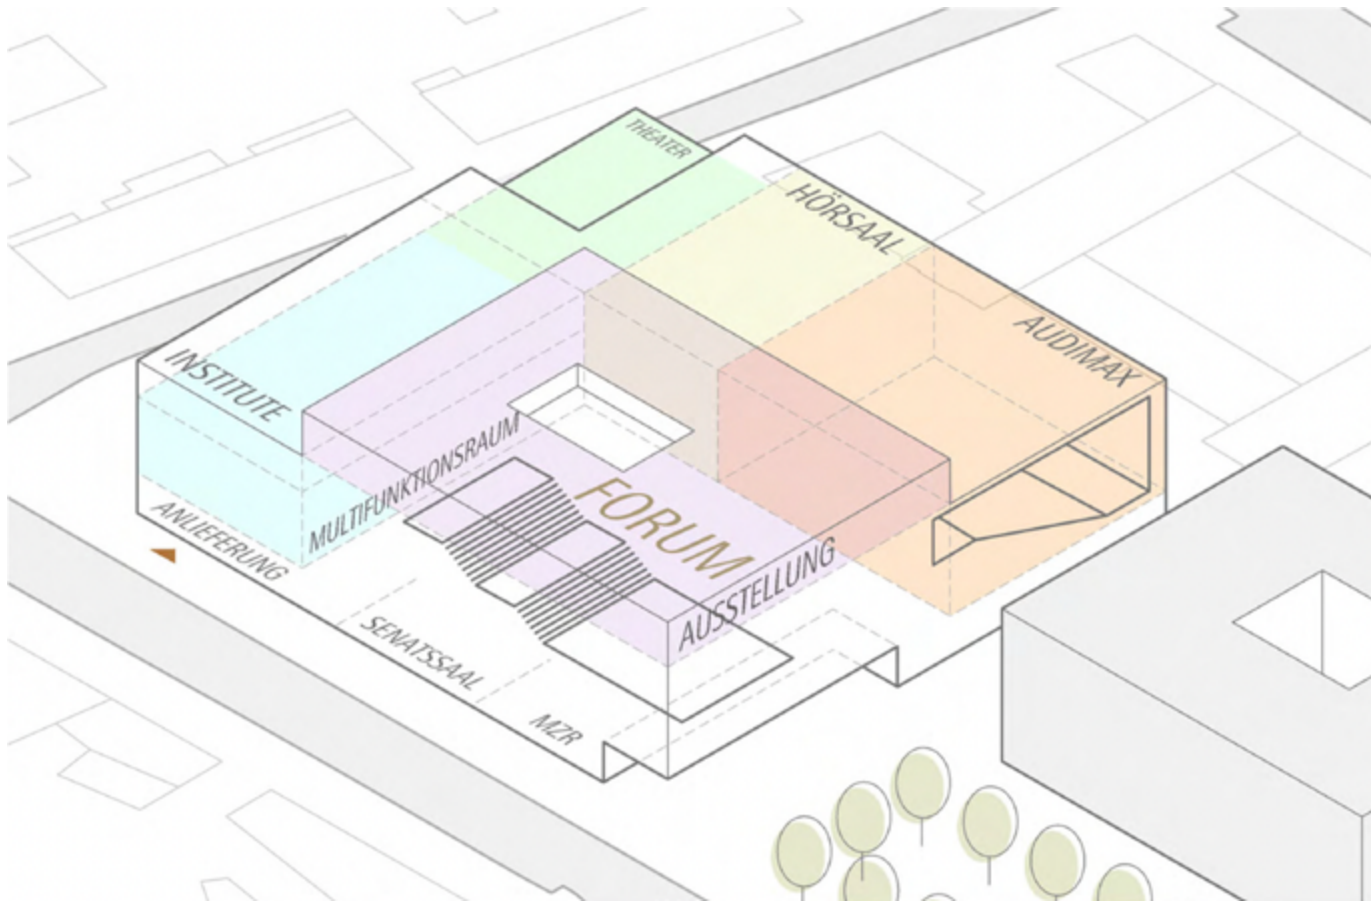 THEATER
HÖRSAAL
AUDIMAX
INSTITUTE
MULTIFUNKTIONSRAUM
FORUM
ANLIEFERUNG
AUSSTELLUNG
SENATSSAAL
MZR